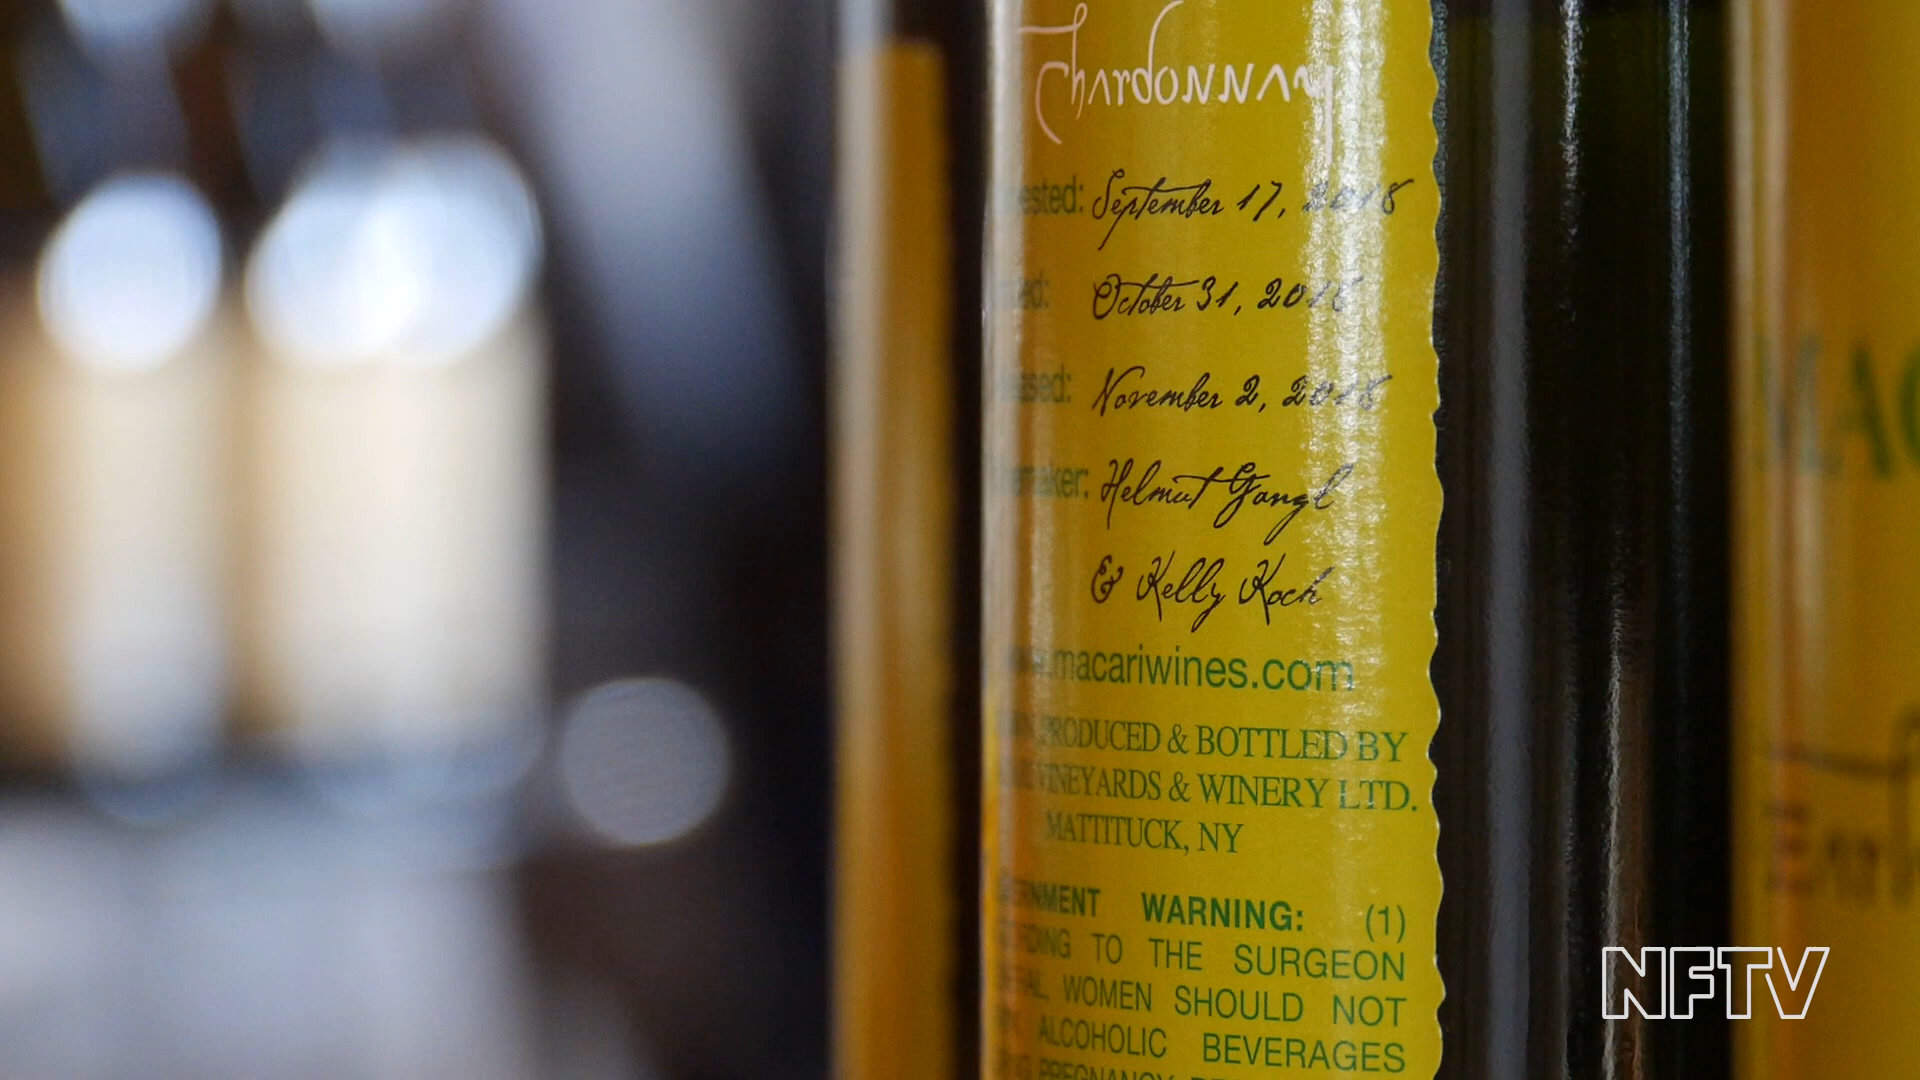 Chardonnay
September 17, 2018
October 31, 2018
November 2, 2018
Helmut Gangl
& Kelly Koch
macariwines.com
PRODUCED & BOTTLED BY
VINEYARDS & WINERY LTD.
MATTITUCK, NY
WARNING: (1)
TO THE SURGEON
WOMEN SHOULD NOT
ALCOHOLIC BEVERAGES
PREGNANCY
NFTV